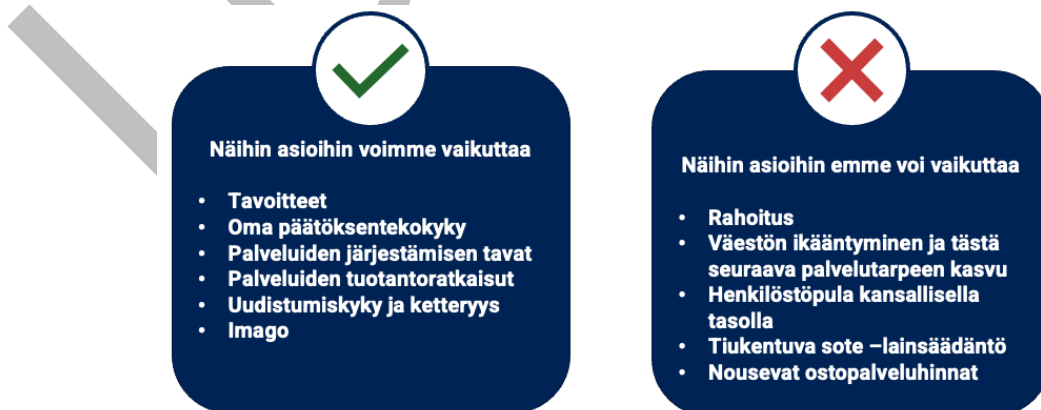 Näihin asioihin voimme vaikuttaa
• Tavoitteet
• Oma päätöksentekokyky
• Palveluiden järjestämisen tavat
• Palveluiden tuotantoratkaisut
• Uudistumiskyky ja ketteryys
• Imago
Näihin asioihin emme voi vaikuttaa
• Rahoitus
• Väestön ikääntyminen ja tästä
seuraava palvelutarpeen kasvu
• Henkilöstöpula kansallisella
tasolla
• Tiukentuva sote –lainsäädäntö
• Nousevat ostopalveluhinnat